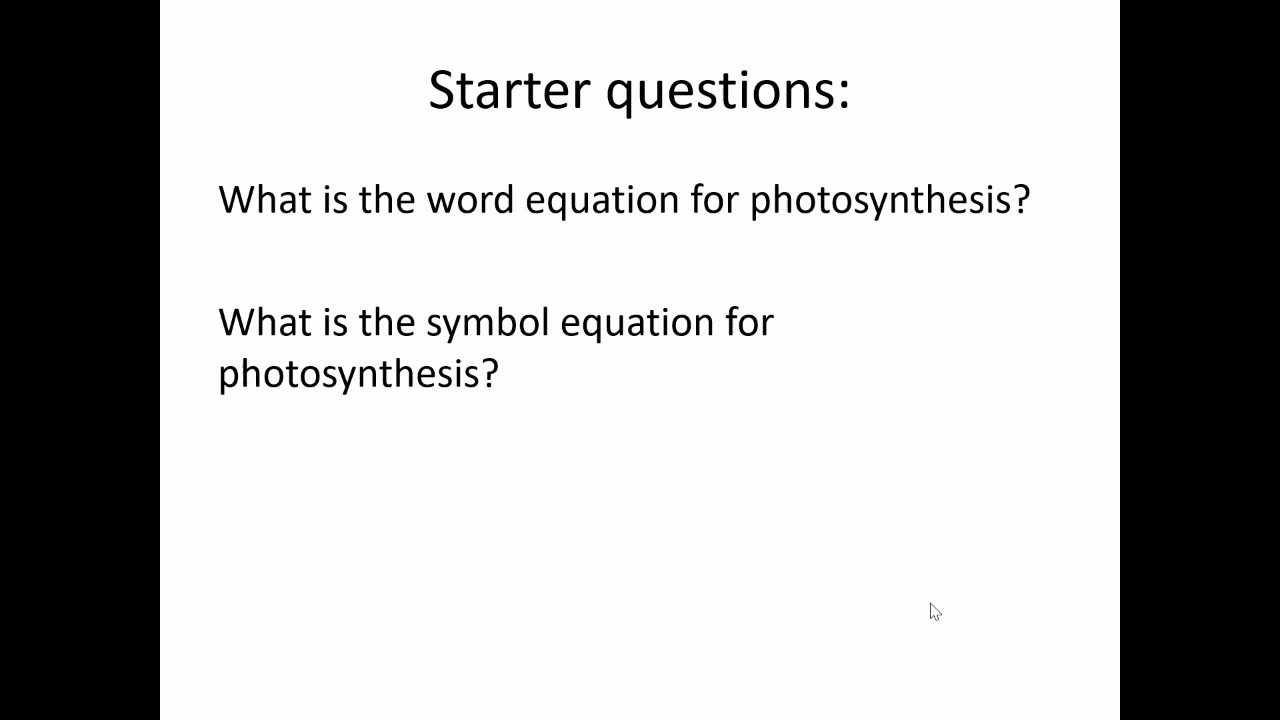 Starter questions:
What is the word equation for photosynthesis?
What is the symbol equation for
photosynthesis?